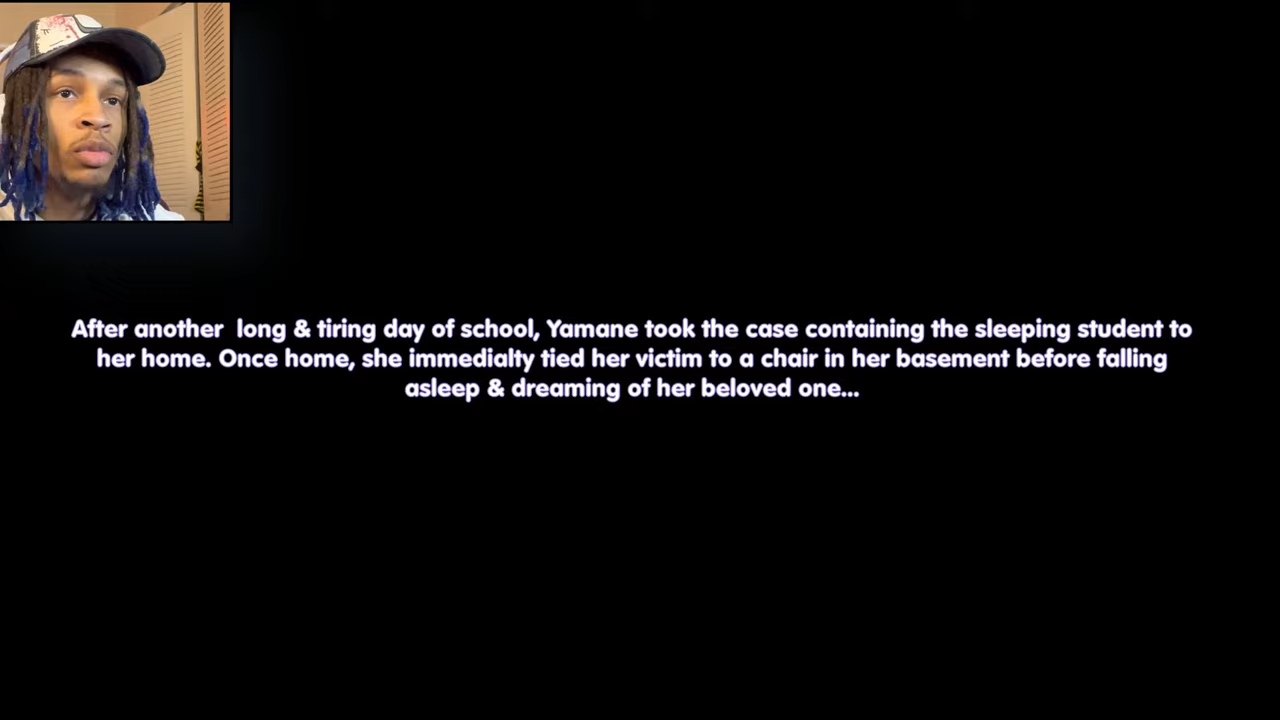 After another  long & tiring day of school, Yamane took the case containing the sleeping student to
her home. Once home, she immedialty tied her victim to a chair in her basement before falling
asleep & dreaming of her beloved one...